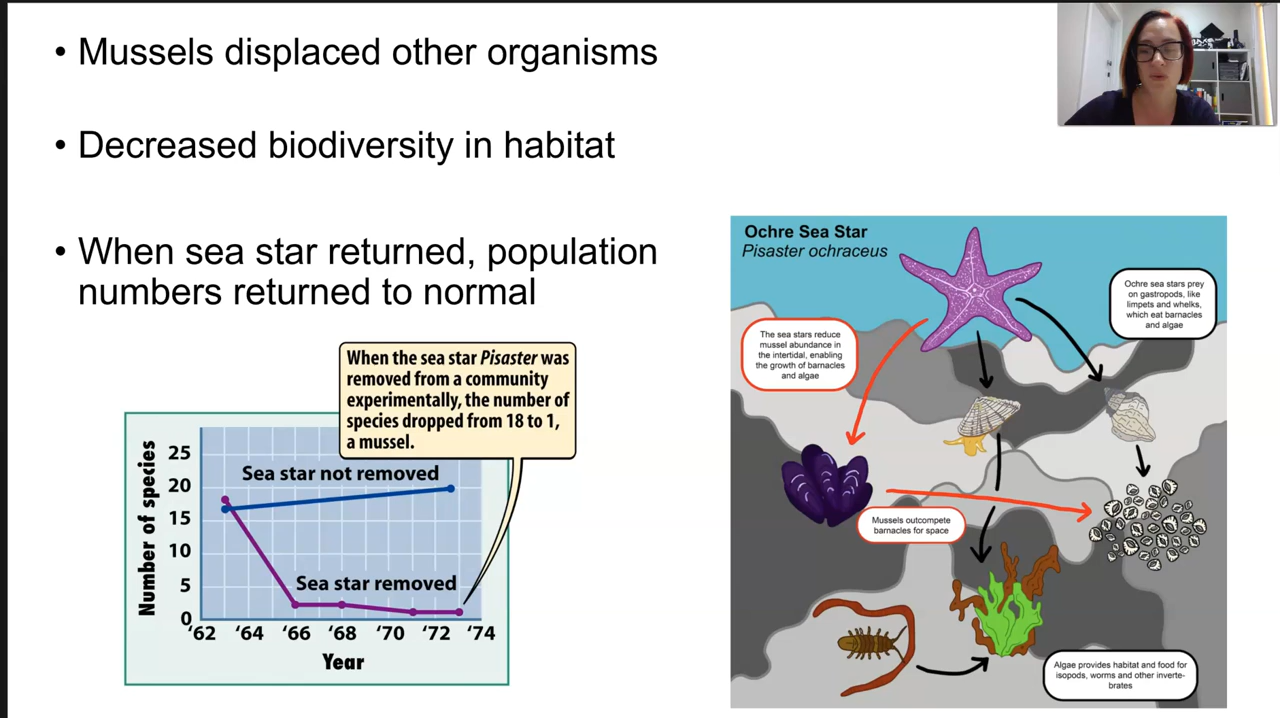 • Mussels displaced other organisms
• Decreased biodiversity in habitat
• When sea star returned, population
numbers returned to normal
When the sea star Pisaster was
removed from a community
experimentally, the number of
species dropped from 18 to 1,
a mussel.
Number of species
25
20
15
10
5
0
Sea star not removed
Sea star removed
'62 '64 '66 '68 '70 '72 '74
Year
Ochre Sea Star
Pisaster ochraceus
Ochre sea stars prey
on gastropods, like
limpets and whelks,
which eat barnacles
and algae
The sea stars reduce
mussel abundance in
the intertidal, enabling
the growth of barnacles
and algae
Mussels outcompete
barnacles for space
Algae provides habitat and food for
isopods, worms and other inverte-
brates